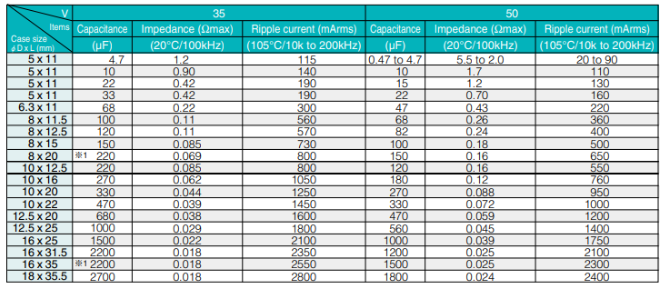 V 35 50
Items Capacitance Impedance (Ωmax) Ripple current (mArms) Capacitance Impedance (Ωmax) Ripple current (mArms)
Case size
φD x L (mm) (μF) (20°C/100kHz) (105°C/10k to 200kHz) (μF) (20°C/100kHz) (105°C/10k to 200kHz)
5 x 11 4.7 1.2 115 0.47 to 4.7 5.5 to 2.0 20 to 90
5 x 11 10 0.90 140 10 1.7 110
5 x 11 22 0.42 190 15 1.2 130
5 x 11 33 0.42 190 22 0.70 160
6.3 x 11 68 0.22 300 47 0.43 220
8 x 11.5 100 0.11 560 68 0.26 360
8 x 12.5 120 0.11 570 82 0.24 400
8 x 15 150 0.085 730 100 0.18 500
8 x 20 ※1 220 0.069 800 150 0.16 650
10 x 12.5 220 0.085 800 120 0.16 550
10 x 16 270 0.062 1050 180 0.12 760
10 x 20 330 0.044 1250 270 0.088 950
10 x 22 470 0.039 1450 330 0.072 1000
12.5 x 20 680 0.038 1600 470 0.059 1200
12.5 x 25 1000 0.029 1800 560 0.045 1400
16 x 25 1500 0.022 2100 1000 0.039 1750
16 x 31.5 2200 0.018 2350 1200 0.025 2100
16 x 35 ※1 2200 0.018 2550 1500 0.025 2300
18 x 35.5 2700 0.018 2800 1800 0.024 2400